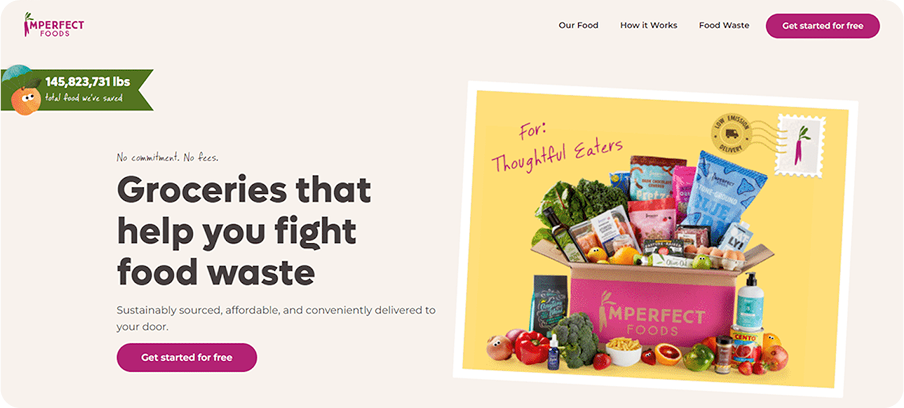 IMPERFECT
FOODS
Our Food
How it Works
Food Waste
Get started for free
145,823,731 lbs
total food we've saved
No commitment. No fees.
Groceries that
help you fight
food waste
Sustainably sourced, affordable, and conveniently delivered to
your door.
Get started for free
For:
Thoughtful Eaters
LOW EMISSION
DELIVERY
IMPERFECT
FOODS
CENTO